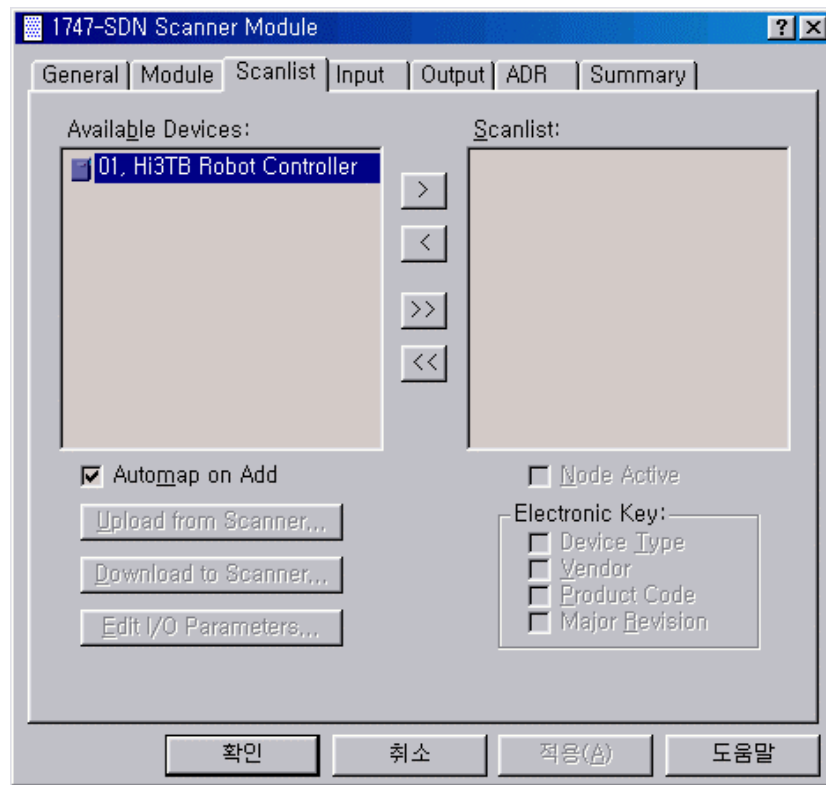 1747-SDN Scanner Module
General Module Scanlist Input Output ADR Summary
Available Devices: Scanlist:
01, Hi3TB Robot Controller
>
<
>>
<<
Automap on Add Node Active
Upload from Scanner... Electronic Key:
Device Type
Download to Scanner... Vendor
Product Code
Edit I/O Parameters... Major Revision
확인 취소 적용(A) 도움말